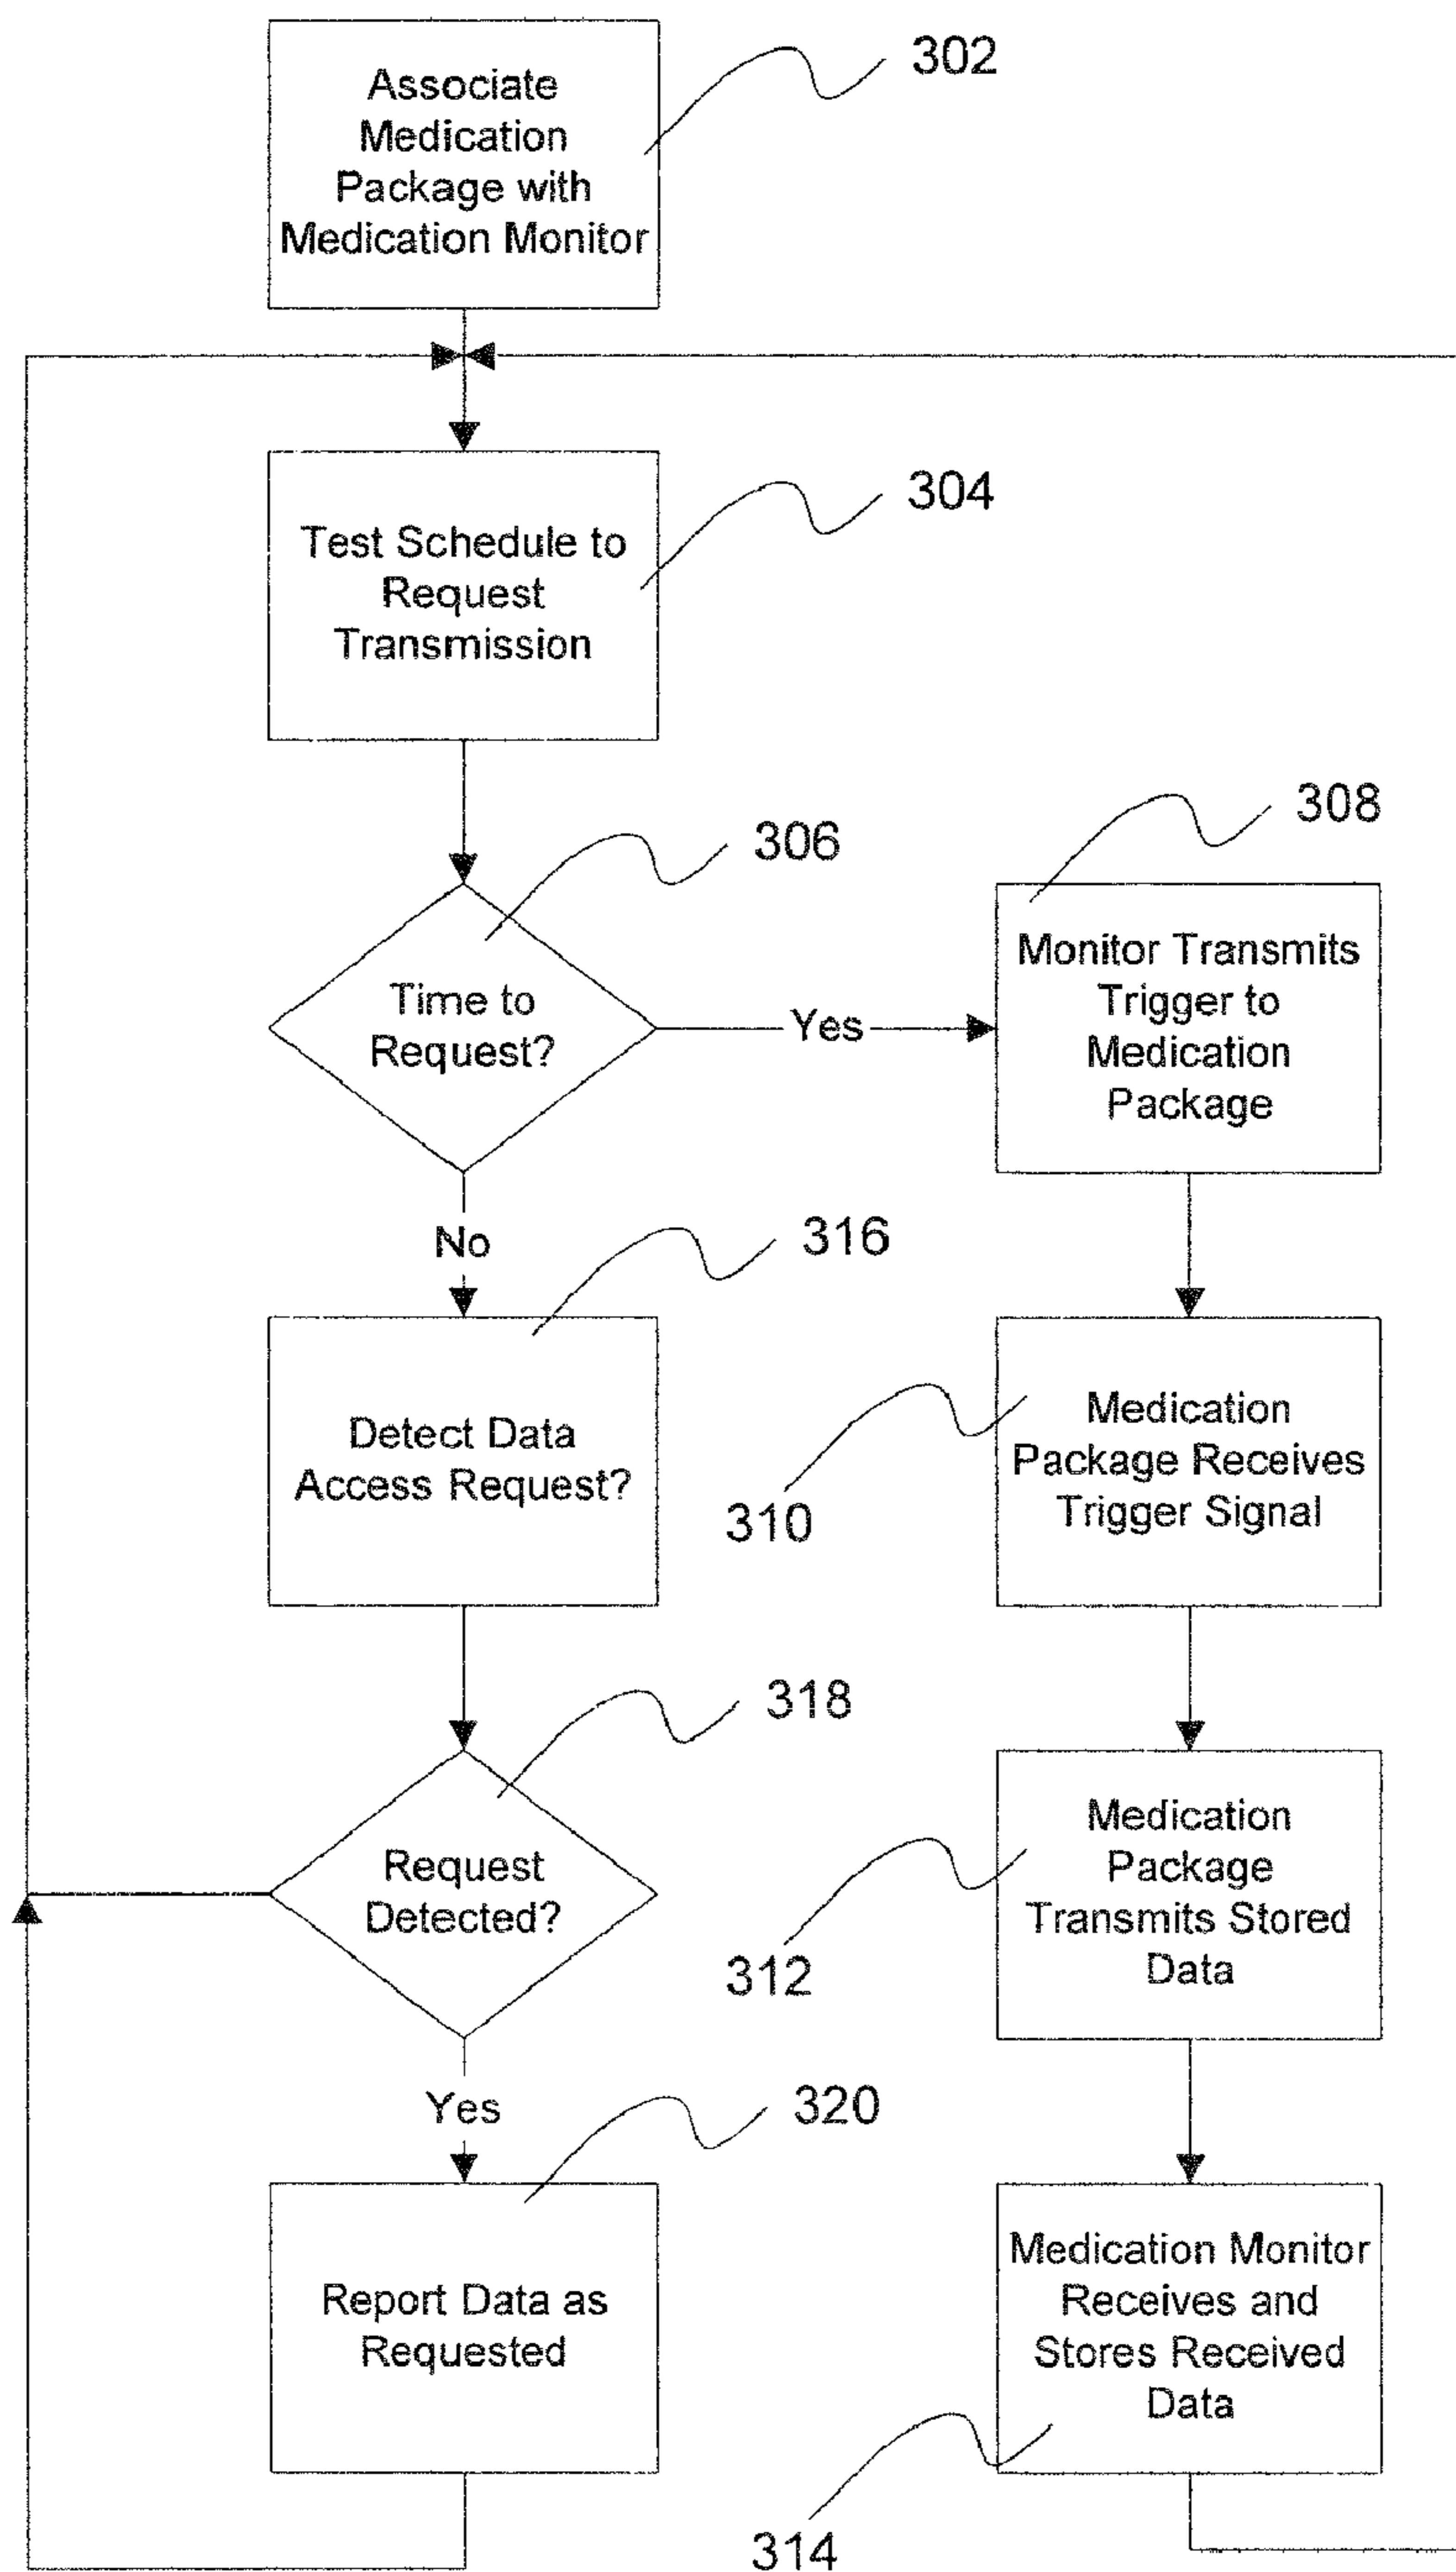 Associate
Medication
Package with
Medication Monitor
302
Test Schedule to
Request
Transmission
304
Time to
Request?
306
Yes
Monitor Transmits
Trigger to
Medication
Package
308
No
Detect Data
Access Request?
316
Medication
Package Receives
Trigger Signal
310
Request
Detected?
318
Medication
Package
Transmits Stored
Data
312
Yes
Report Data as
Requested
320
Medication Monitor
Receives and
Stores Received
Data
314